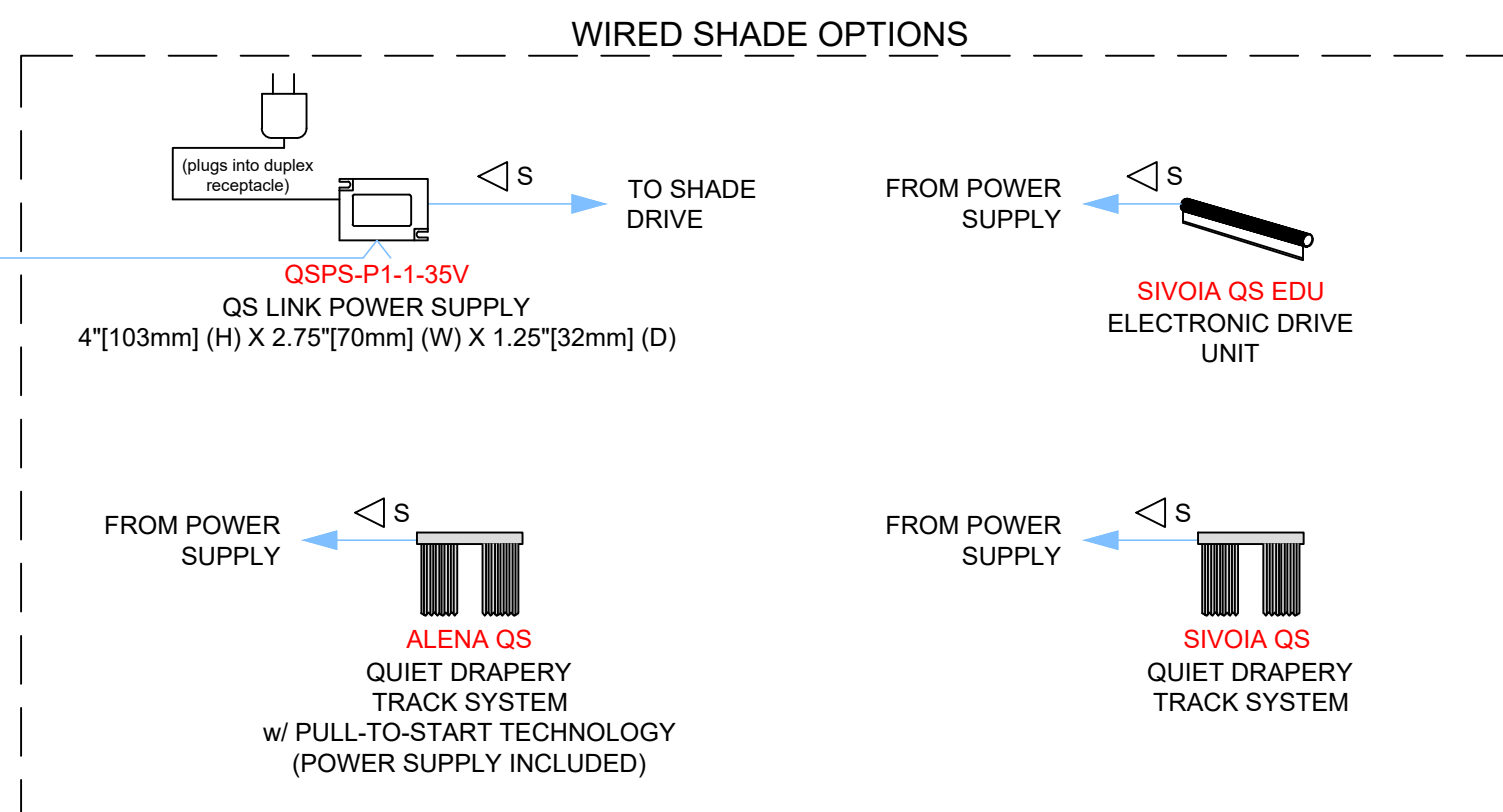 WIRED SHADE OPTIONS
(plugs into duplex
receptacle)
S
TO SHADE
DRIVE
QSPS-P1-1-35V
QS LINK POWER SUPPLY
4"[103mm] (H) X 2.75"[70mm] (W) X 1.25"[32mm] (D)
FROM POWER
SUPPLY
S
SIVOIA QS EDU
ELECTRONIC DRIVE
UNIT
FROM POWER
SUPPLY
S
ALENA QS
QUIET DRAPERY
TRACK SYSTEM
w/ PULL-TO-START TECHNOLOGY
(POWER SUPPLY INCLUDED)
FROM POWER
SUPPLY
S
SIVOIA QS
QUIET DRAPERY
TRACK SYSTEM